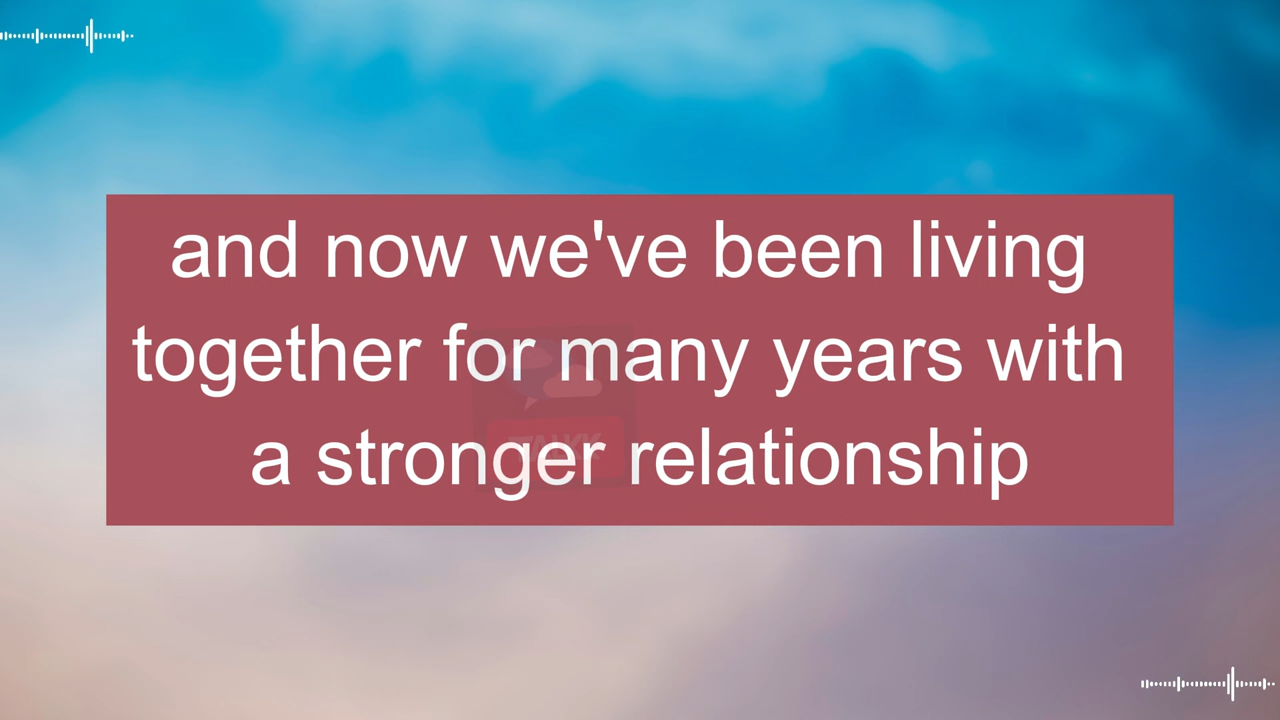 and now we've been living
together for many years with
a stronger relationship